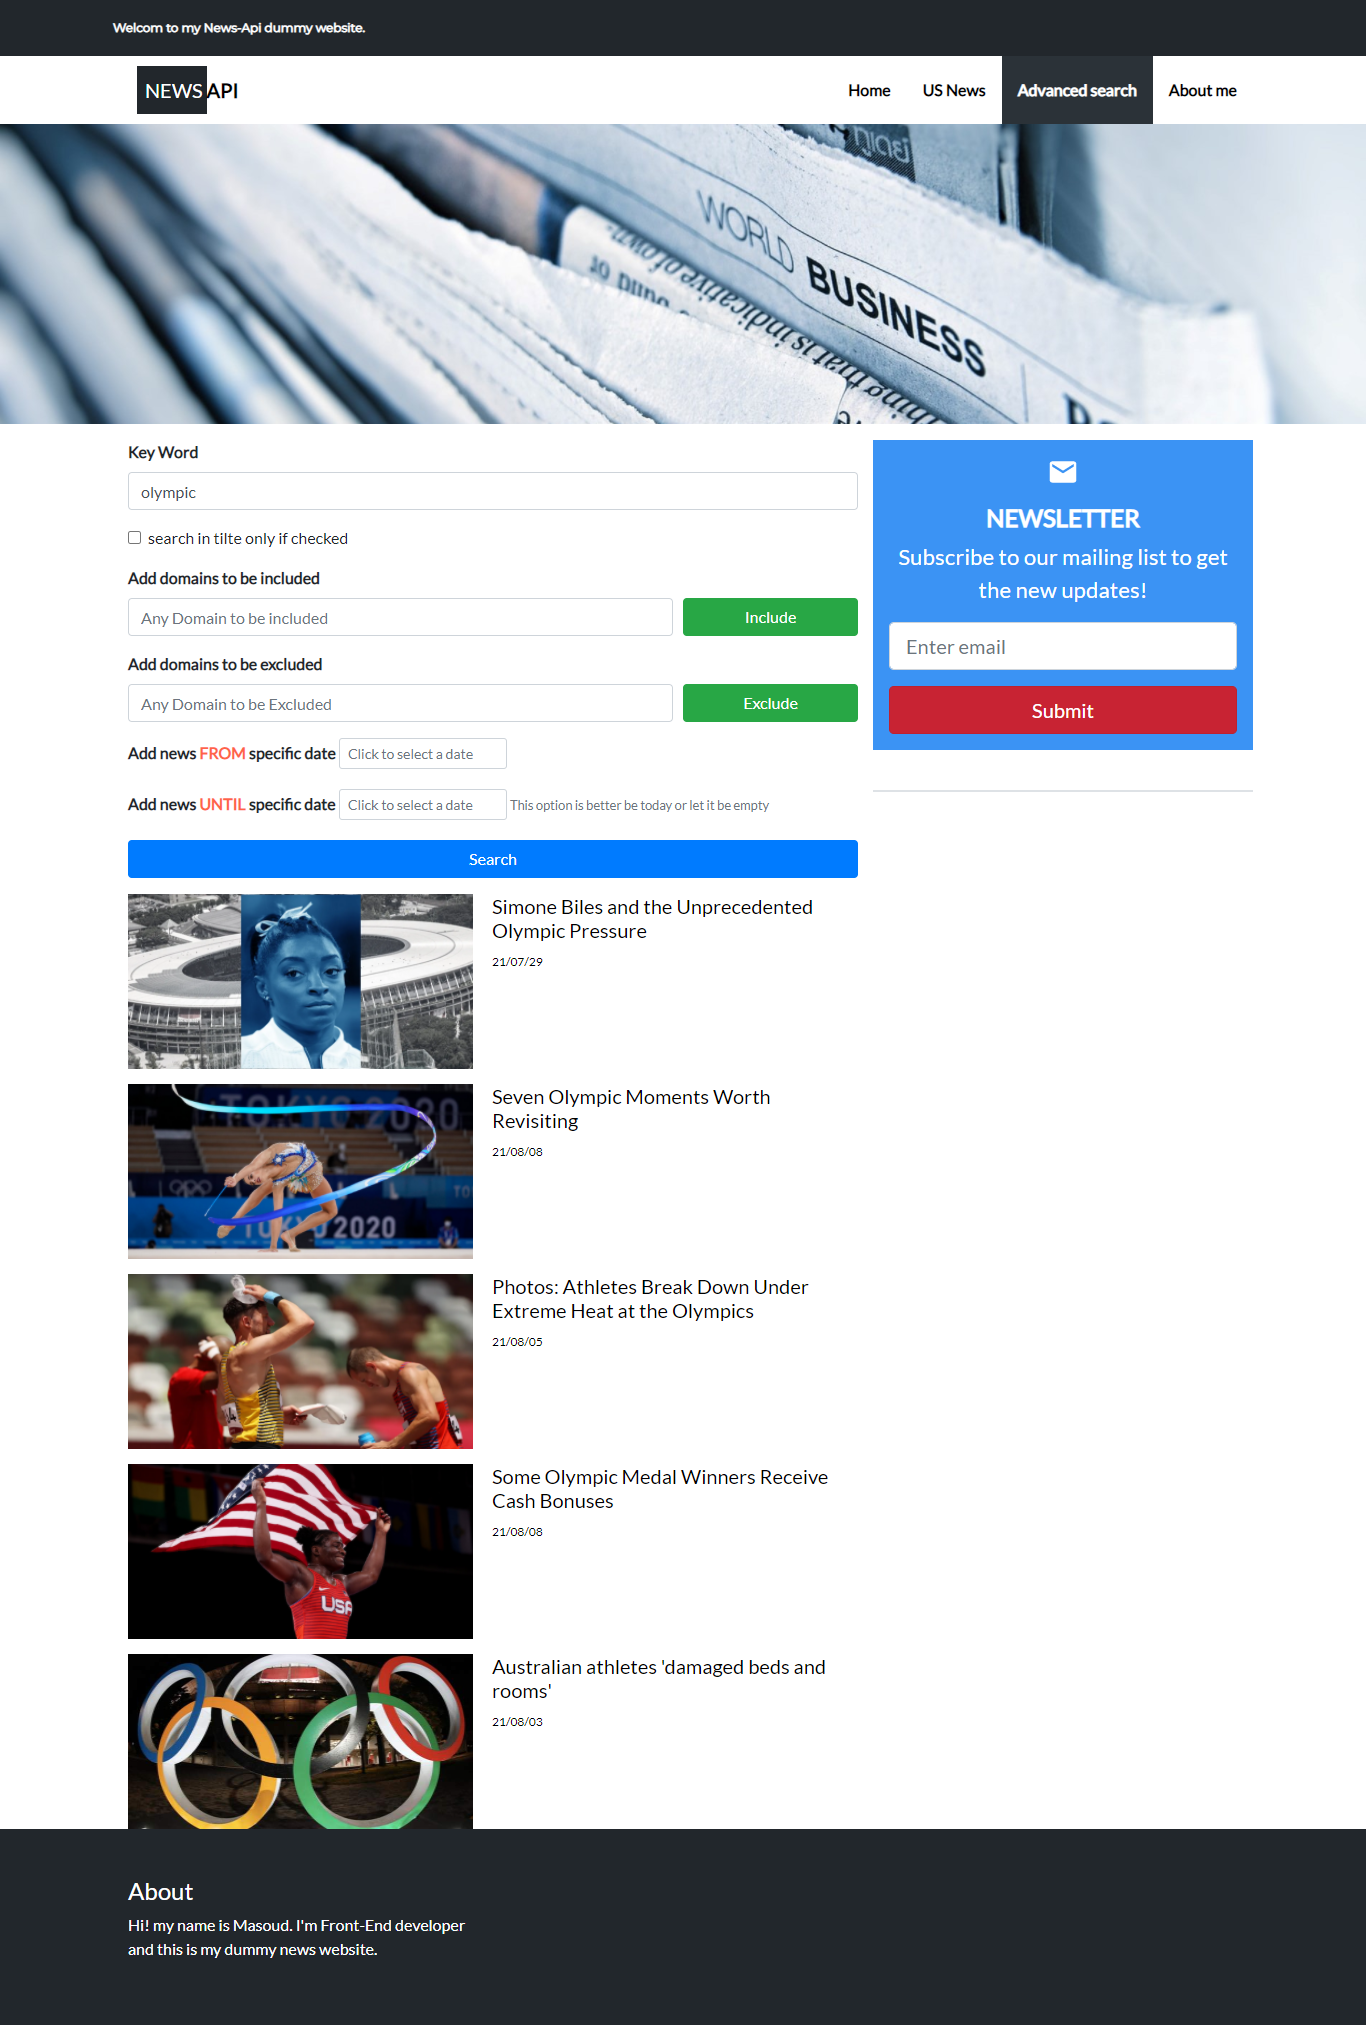 Welcom to my News-Api dummy website.
NEWS API
Home
US News
Advanced search
About me
WORLD BUSINESS
Key Word
olympic
search in tilte only if checked
Add domains to be included
Any Domain to be included
Include
Add domains to be excluded
Any Domain to be Excluded
Exclude
Add news FROM specific date
Click to select a date
Add news UNTIL specific date
Click to select a date
This option is better be today or let it be empty
Search
NEWSLETTER
Subscribe to our mailing list to get
the new updates!
Enter email
Submit
Simone Biles and the Unprecedented
Olympic Pressure
21/07/29
TOKYO 2020
TOKYO 2020
Seven Olympic Moments Worth
Revisiting
21/08/08
Photos: Athletes Break Down Under
Extreme Heat at the Olympics
21/08/05
USA
Some Olympic Medal Winners Receive
Cash Bonuses
21/08/08
Australian athletes 'damaged beds and
rooms'
21/08/03
About
Hi! my name is Masoud. I'm Front-End developer
and this is my dummy news website.